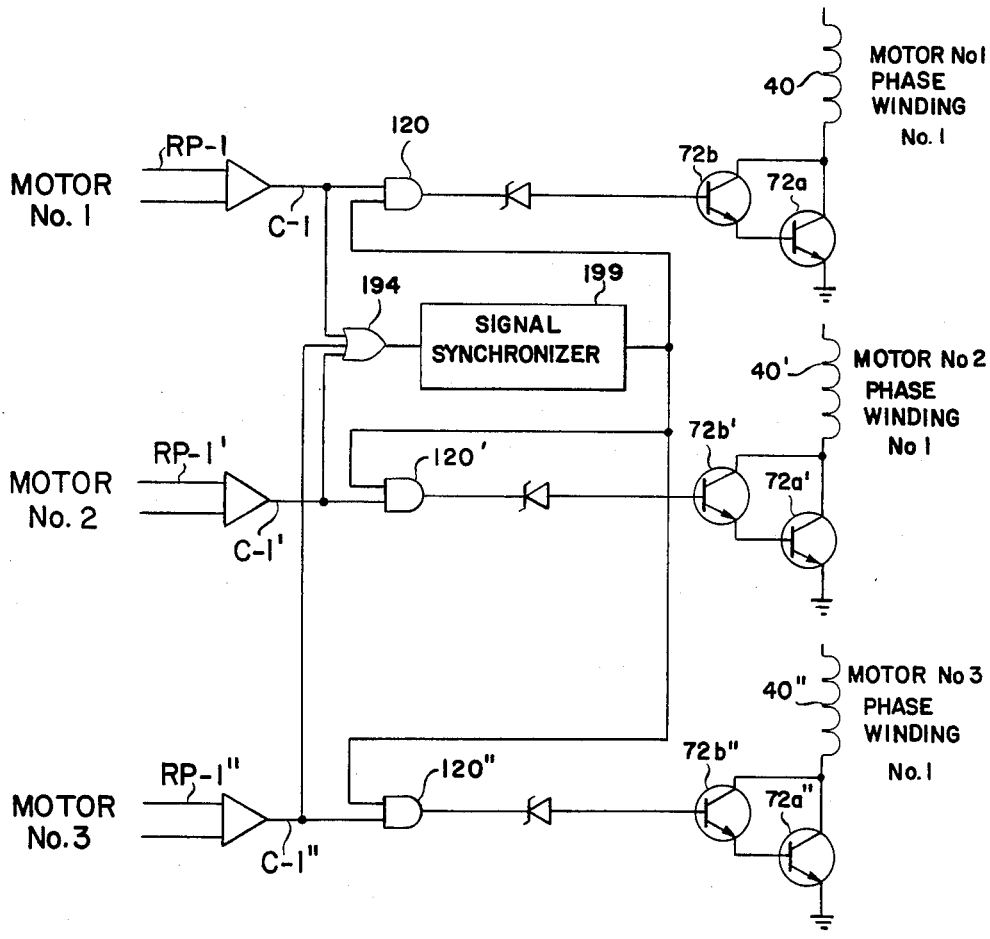 MOTOR No1
PHASE
WINDING
No. 1
40
120
RP-1
72b
72a
MOTOR
No. 1
C-1
194
199
SIGNAL
SYNCHRONIZER
40'
MOTOR No2
PHASE
WINDING
No 1
RP-1'
120'
72b'
72a'
MOTOR
No. 2
C-1'
40"
MOTOR No3
PHASE
WINDING
No. 1
RP-1"
120"
72b"
72a"
MOTOR
No. 3
C-1"